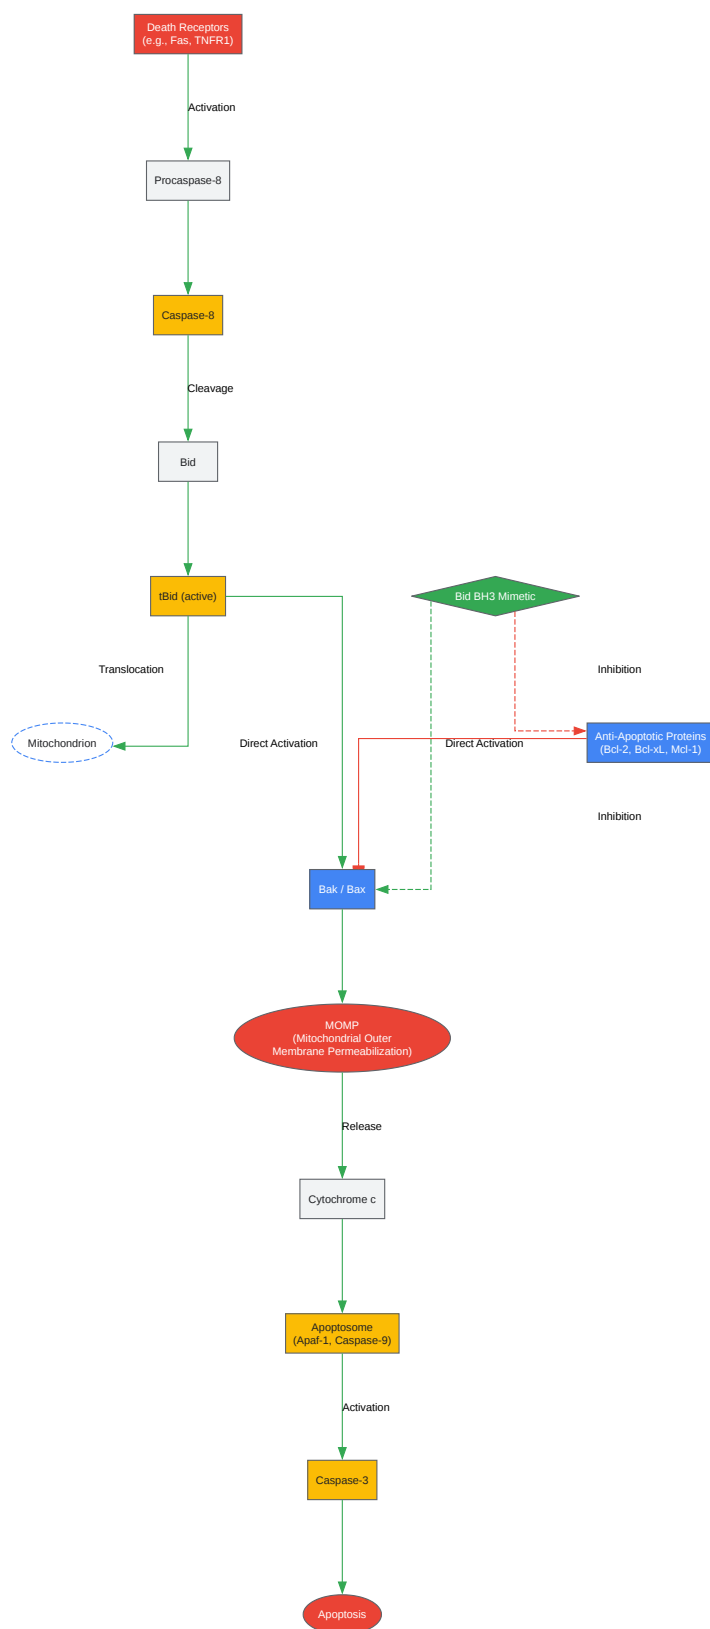 Death Receptors
(e.g., Fas, TNFR1)
Activation
Procaspase-8
Caspase-8
Cleavage
Bid
tBid (active)
Bid BH3 Mimetic
Translocation
Inhibition
Mitochondrion
Direct Activation
Direct Activation
Anti-Apoptotic Proteins
(Bcl-2, Bcl-xL, Mcl-1)
Inhibition
Bak / Bax
MOMP
(Mitochondrial Outer
Membrane Permeabilization)
Release
Cytochrome c
Apoptosome
(Apaf-1, Caspase-9)
Activation
Caspase-3
Apoptosis